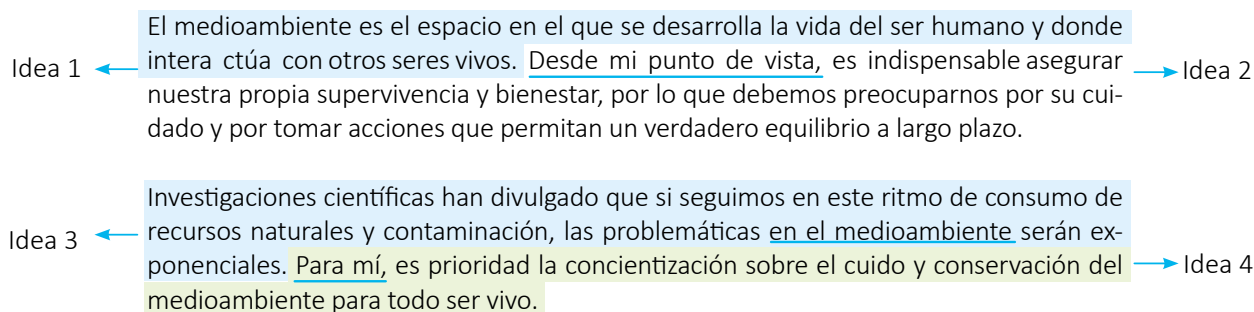 El medioambiente es el espacio en el que se desarrolla la vida del ser humano y donde
Idea 1 intera ctúa con otros seres vivos. Desde mi punto de vista, es indispensable asegurar Idea 2
nuestra propia supervivencia y bienestar, por lo que debemos preocuparnos por su cui-
dado y por tomar acciones que permitan un verdadero equilibrio a largo plazo.
Investigaciones científicas han divulgado que si seguimos en este ritmo de consumo de
Idea 3 recursos naturales y contaminación, las problemáticas en el medioambiente serán ex-
ponenciales. Para mí, es prioridad la concientización sobre el cuido y conservación del Idea 4
medioambiente para todo ser vivo.